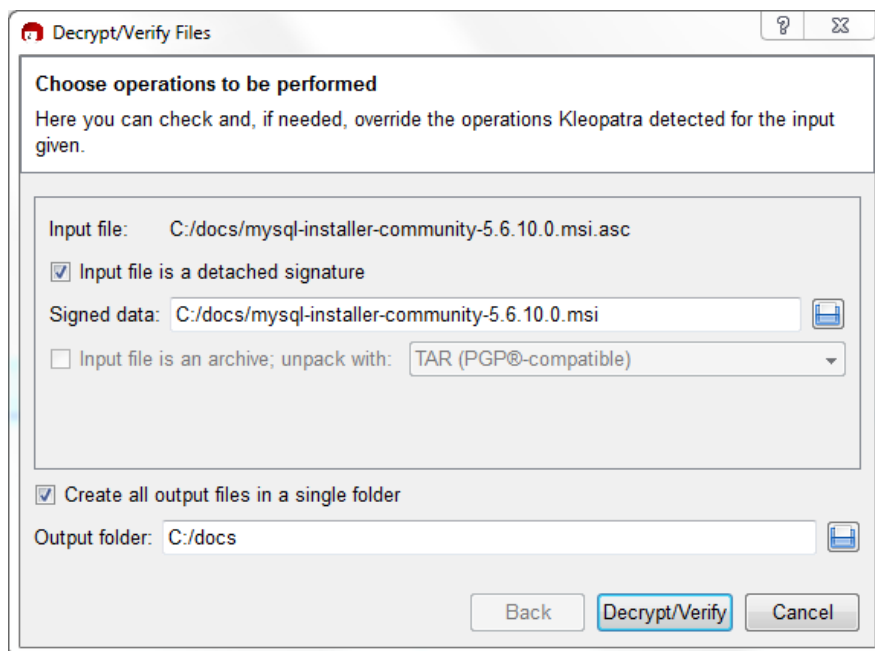 Decrypt/Verify Files
Choose operations to be performed
Here you can check and, if needed, override the operations Kleopatra detected for the input
given.
Input file: C:/docs/mysql-installer-community-5.6.10.0.msi.asc
Input file is a detached signature
Signed data: C:/docs/mysql-installer-community-5.6.10.0.msi
Input file is an archive; unpack with: TAR (PGP®-compatible)
Create all output files in a single folder
Output folder: C:/docs
Back Decrypt/Verify Cancel